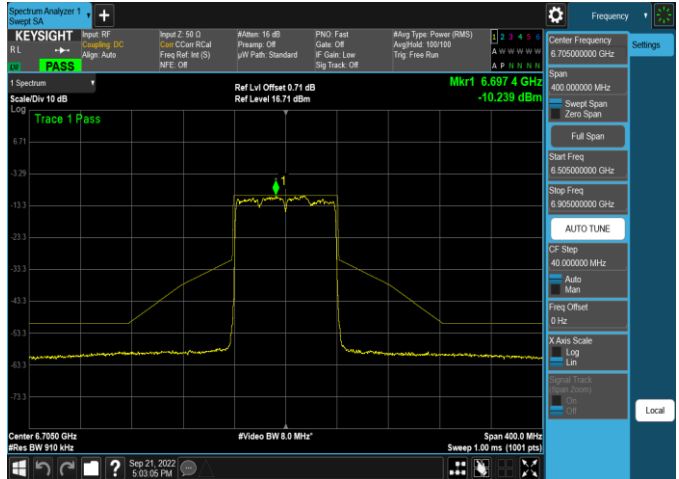 Spectrum Analyzer 1
Swept SA
Frequency
KEYSIGHT
RL
PASS
Input: RF
Coupling: DC
Align: Auto
Input Z: 50 Ω
Corr CCorr RCal
Freq Ref: Int (S)
NFE: Off
#Atten: 16 dB
Preamp: Off
µW Path: Standard
PNO: Fast
Gate: Off
IF Gain: Low
Sig Track: Off
#Avg Type: Power (RMS)
Avg|Hold: 100/100
Trig: Free Run
1 2 3 4 5 6
A W W W W W
A P N N N N
1 Spectrum
Scale/Div 10 dB
Log
Ref Lvl Offset 0.71 dB
Ref Level 16.71 dBm
Mkr1 6.697 4 GHz
-10.239 dBm
Trace 1 Pass
1
6.71
-3.29
-13.3
-23.3
-33.3
-43.3
-53.3
-63.3
-73.3
Center 6.7050 GHz
#Res BW 910 kHz
#Video BW 8.0 MHz*
Span 400.0 MHz
Sweep 1.00 ms (1001 pts)
Center Frequency
6.705000000 GHz
Span
400.000000 MHz
Swept Span
Zero Span
Full Span
Start Freq
6.505000000 GHz
Stop Freq
6.905000000 GHz
AUTO TUNE
CF Step
40.000000 MHz
Auto
Man
Freq Offset
0 Hz
X Axis Scale
Log
Lin
Signal Track
(Span Zoom)
On
Off
Settings
Local
Sep 21, 2022
5:03:05 PM